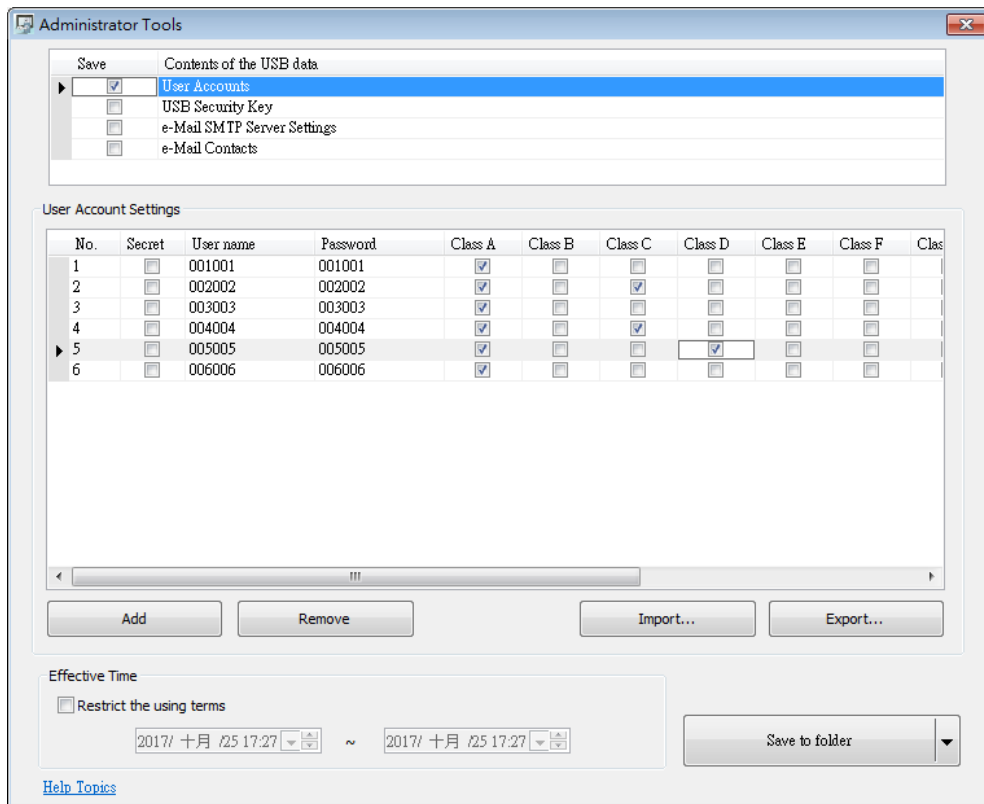 Administrator Tools
Save Contents of the USB data
User Accounts
USB Security Key
e-Mail SMTP Server Settings
e-Mail Contacts
User Account Settings
No. Secret User name Password Class A Class B Class C Class D Class E Class F Clas
1 001001 001001
2 002002 002002
3 003003 003003
4 004004 004004
5 005005 005005
6 006006 006006
Add Remove Import... Export...
Effective Time
Restrict the using terms
2017/ 十月 /25 17:27 ~ 2017/ 十月 /25 17:27
Save to folder
Help Topics